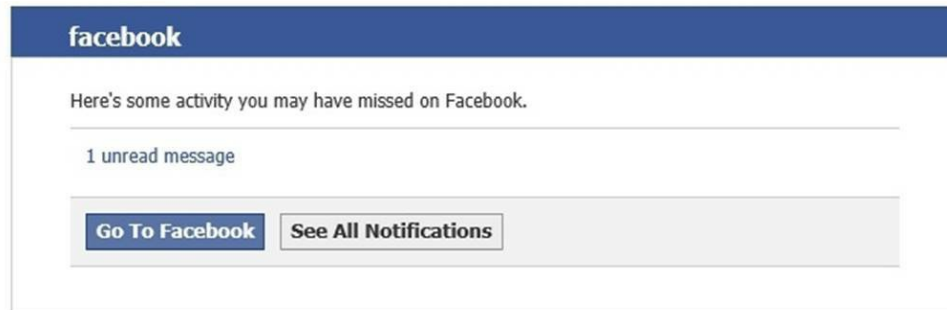 facebook
Here's some activity you may have missed on Facebook.
1 unread message
Go To Facebook See All Notifications